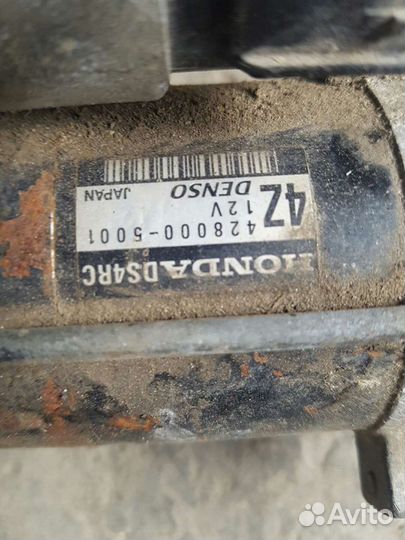 HONDA DS4RC
428000-5001
12V
4Z DENSO
JAPAN
Avito